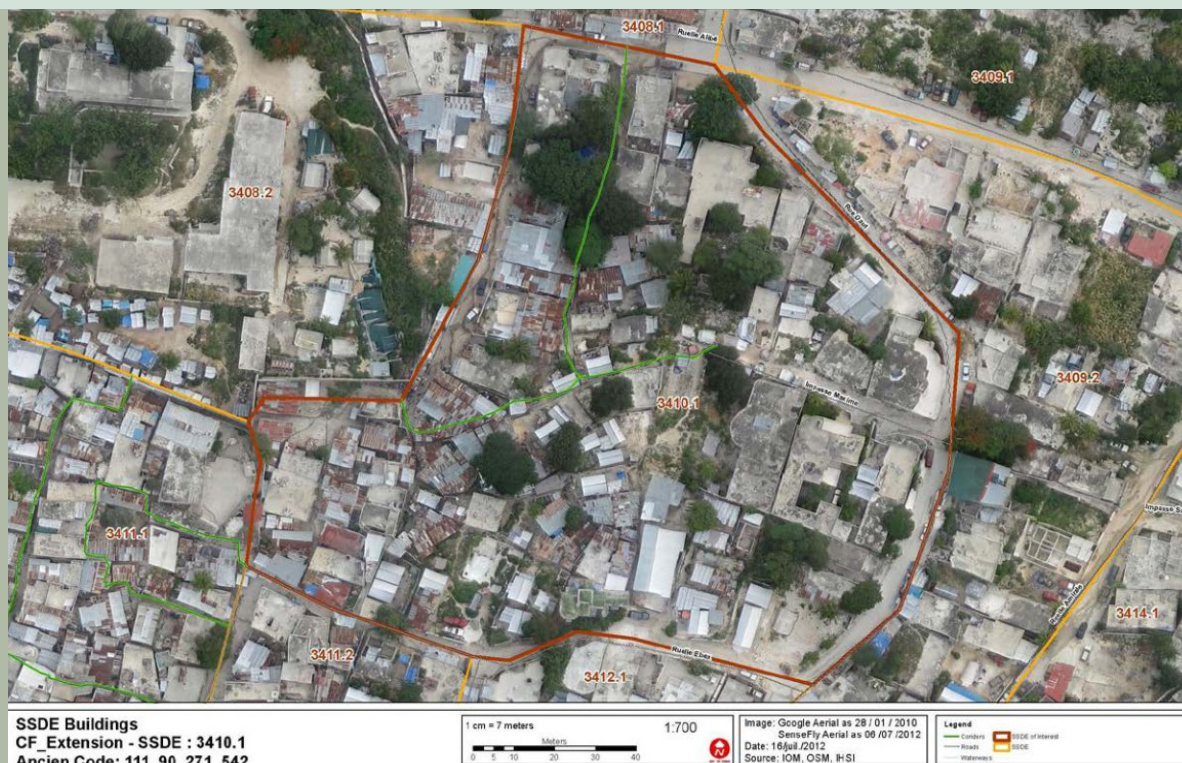 3408.1
Ruelle Alibé
3409.1
3408.2
3409.2
3410.1
Impasse Maxime
3411.1
3414.1
3411.2
Ruelle Ebez
3412.1
SSDE Buildings
CF_Extension - SSDE : 3410.1
Ancien Code: 111_90_271_542
1 cm = 7 meters
1:700
Meters
0 5 10 20 30 40
Image: Google Aerial as 28 / 01 / 2010
SenseFly Aerial as 06 /07 /2012
Date: 16/juil./2012
Source: IOM, OSM, IHSI
Legend
Coridors
SSDE of interest
Roads
SSDE
Waterways